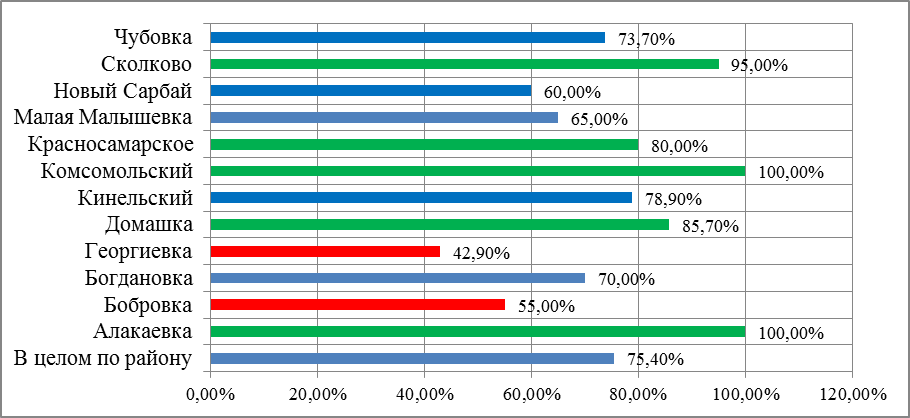 Чубовка 73,70%
Сколково 95,00%
Новый Сарбай 60,00%
Малая Малышевка 65,00%
Красносамарское 80,00%
Комсомольский 100,00%
Кинельский 78,90%
Домашка 85,70%
Георгиевка 42,90%
Богдановка 70,00%
Бобровка 55,00%
Алакаевка 100,00%
В целом по району 75,40%
0,00% 20,00% 40,00% 60,00% 80,00% 100,00% 120,00%